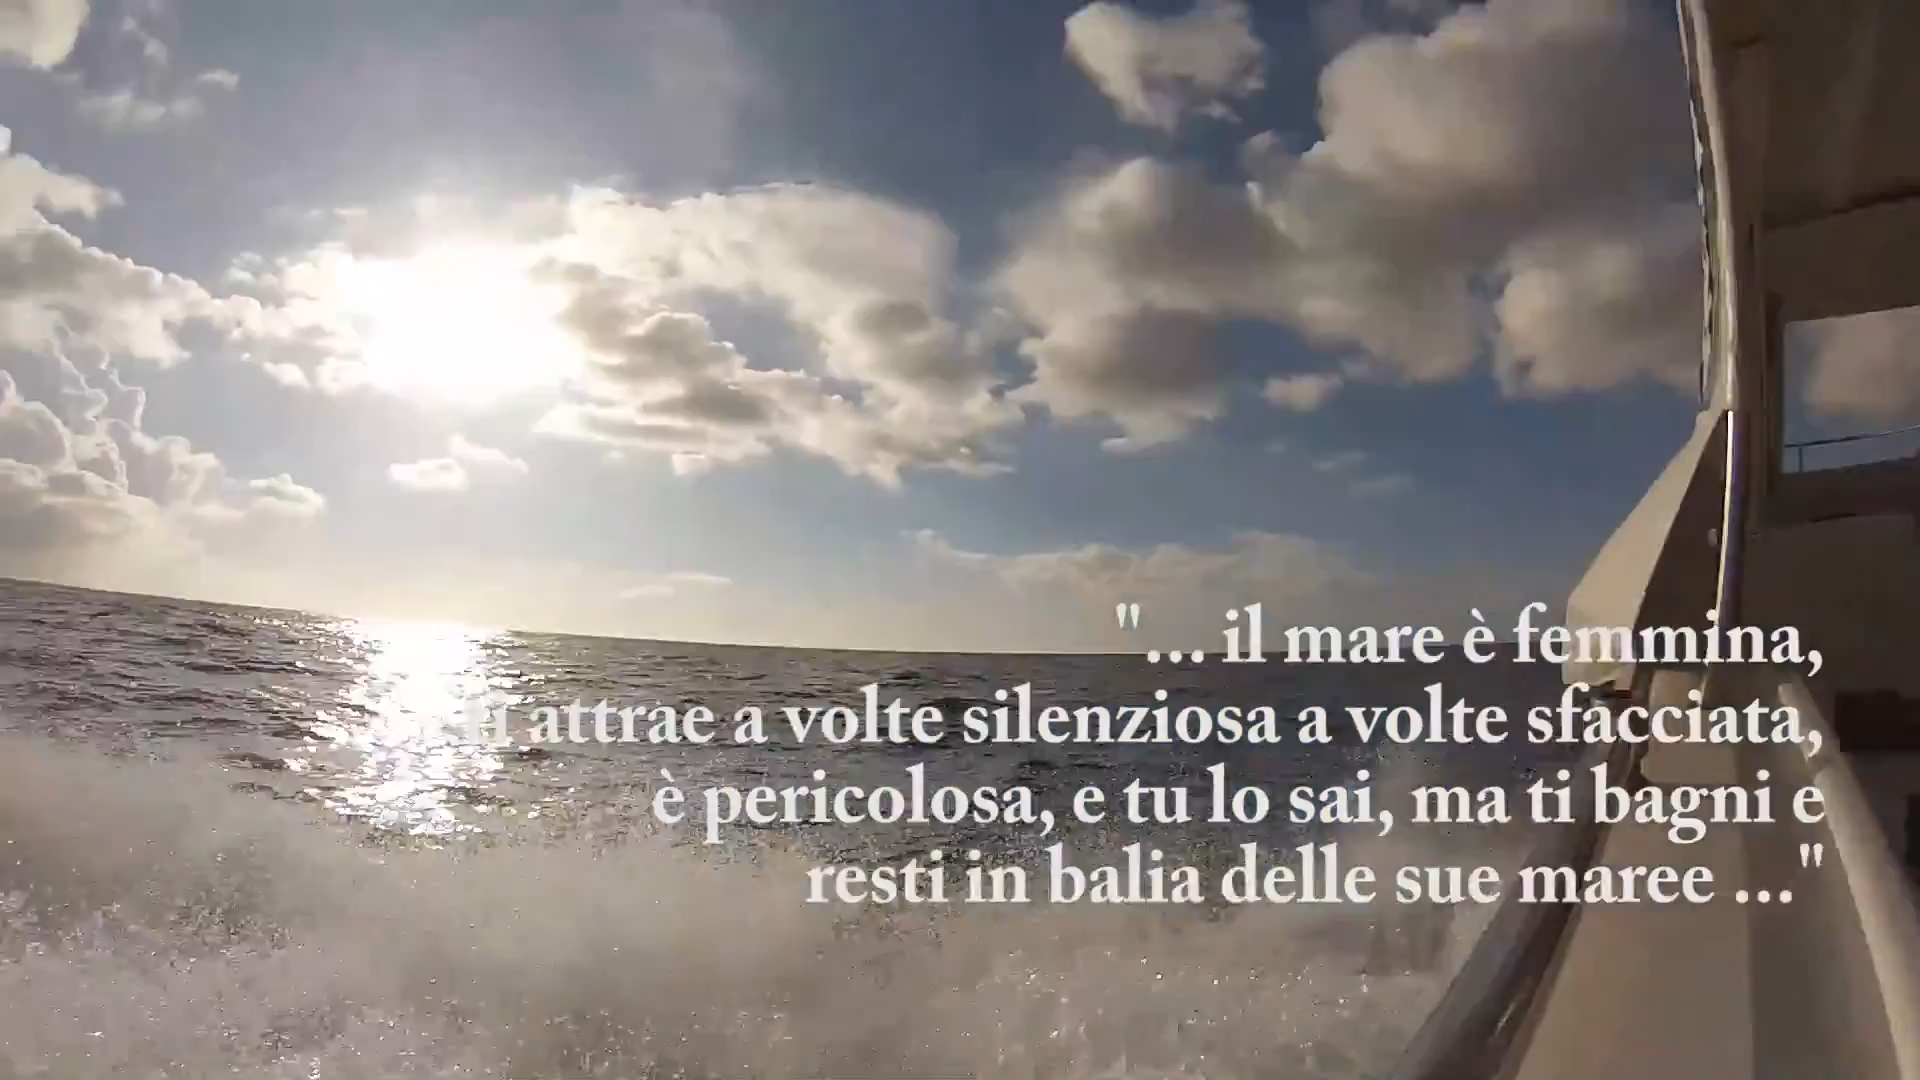 "... il mare è femmina,
ti attrae a volte silenziosa a volte sfacciata,
è pericolosa, e tu lo sai, ma ti bagni e
resti in balia delle sue maree ..."